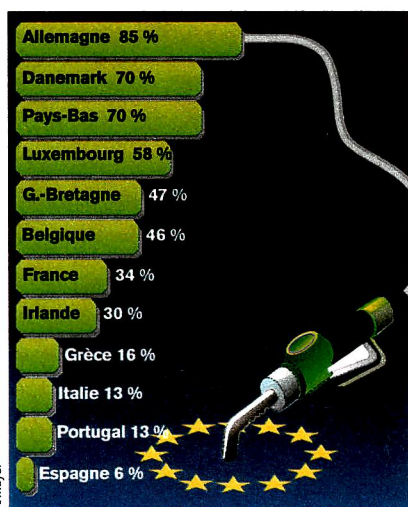 Allemagne 85 %
Danemark 70 %
Pays-Bas 70 %
Luxembourg 58 %
G.-Bretagne 47 %
Belgique 46 %
France 34 %
Irlande 30 %
Grèce 16 %
Italie 13 %
Portugal 13 %
Espagne 6 %